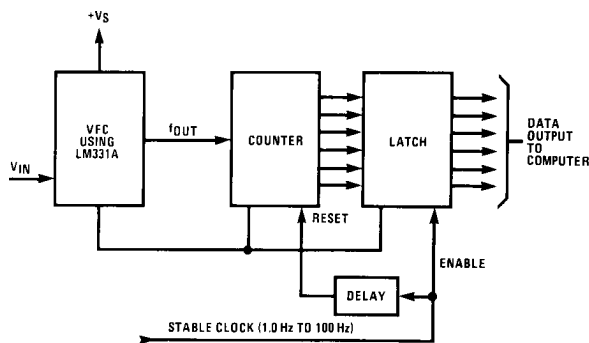 +VS
VFC
USING
LM331A
VIN
fOUT
COUNTER
LATCH
DATA
OUTPUT
TO
COMPUTER
RESET
ENABLE
DELAY
STABLE CLOCK (1.0 Hz TO 100 Hz)